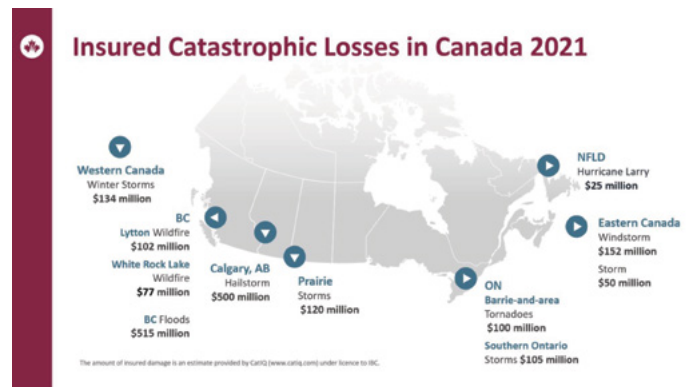 Insured Catastrophic Losses in Canada 2021
Western Canada
Winter Storms
$134 million
BC
Lytton Wildfire
$102 million
White Rock Lake
Wildfire
$77 million
BC Floods
$515 million
Calgary, AB
Hailstorm
$500 million
Prairie
Storms
$120 million
NFLD
Hurricane Larry
$25 million
Eastern Canada
Windstorm
$152 million
Storm
$50 million
ON
Barrie-and-area
Tornadoes
$100 million
Southern Ontario
Storms $105 million
The amount of insured damage is an estimate provided by CatIQ (www.catiq.com) under licence to IBC.